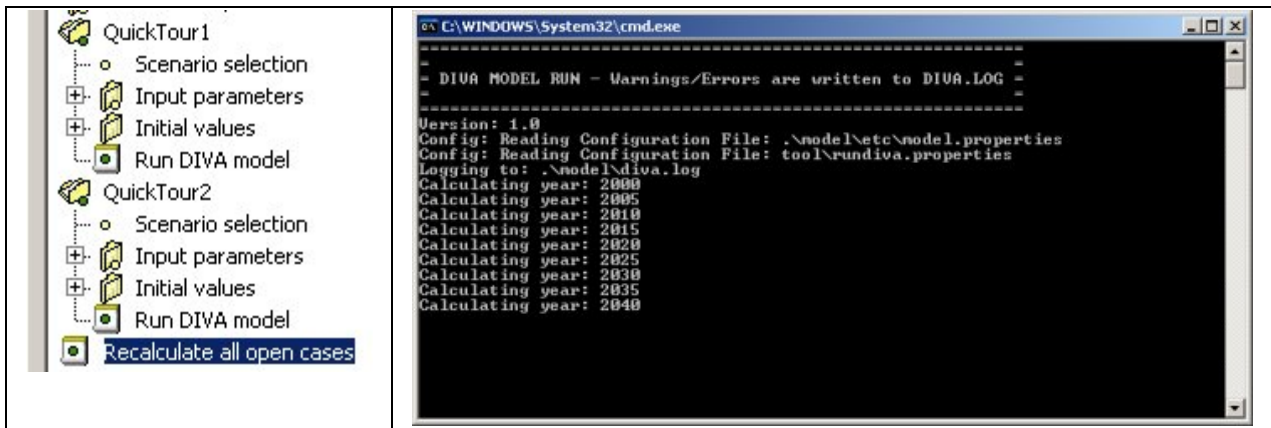 QuickTour1
Scenario selection
Input parameters
Initial values
Run DIVA model
QuickTour2
Scenario selection
Input parameters
Initial values
Run DIVA model
Recalculate all open cases
C:\WINDOWS\System32\cmd.exe
=============================================================
=                                                           =
= DIVA MODEL RUN - Warnings/Errors are written to DIVA.LOG =
=                                                           =
=============================================================
Version: 1.0
Config: Reading Configuration File: .\model\etc\model.properties
Config: Reading Configuration File: tool\rundiva.properties
Logging to: .\model\diva.log
Calculating year: 2000
Calculating year: 2005
Calculating year: 2010
Calculating year: 2015
Calculating year: 2020
Calculating year: 2025
Calculating year: 2030
Calculating year: 2035
Calculating year: 2040